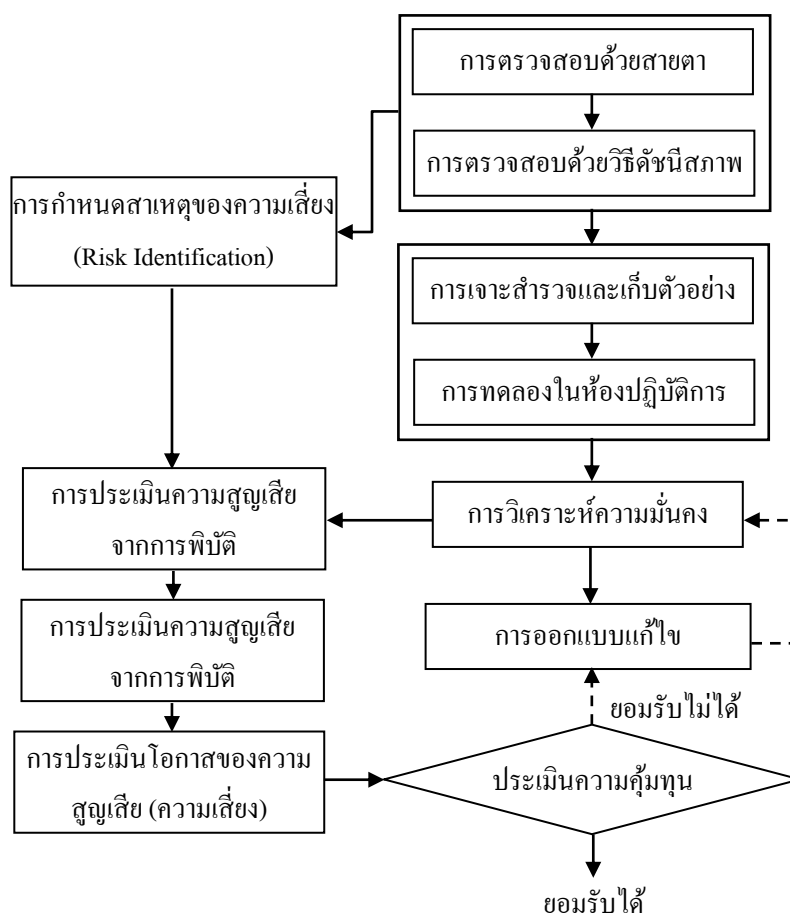 การตรวจสอบด้วยสายตา
การตรวจสอบด้วยวิธีดัชนีสภาพ
การกำหนดสาเหตุของความเสี่ยง
(Risk Identification)
การเจาะสำรวจและเก็บตัวอย่าง
การทดลองในห้องปฏิบัติการ
การประเมินความสูญเสีย
จากการพิบัติ
การวิเคราะห์ความมั่นคง
การประเมินความสูญเสีย
จากการพิบัติ
การออกแบบแก้ไข
ยอมรับไม่ได้
การประเมินโอกาสของความ
สูญเสีย (ความเสี่ยง)
ประเมินความคุ้มทุน
ยอมรับได้